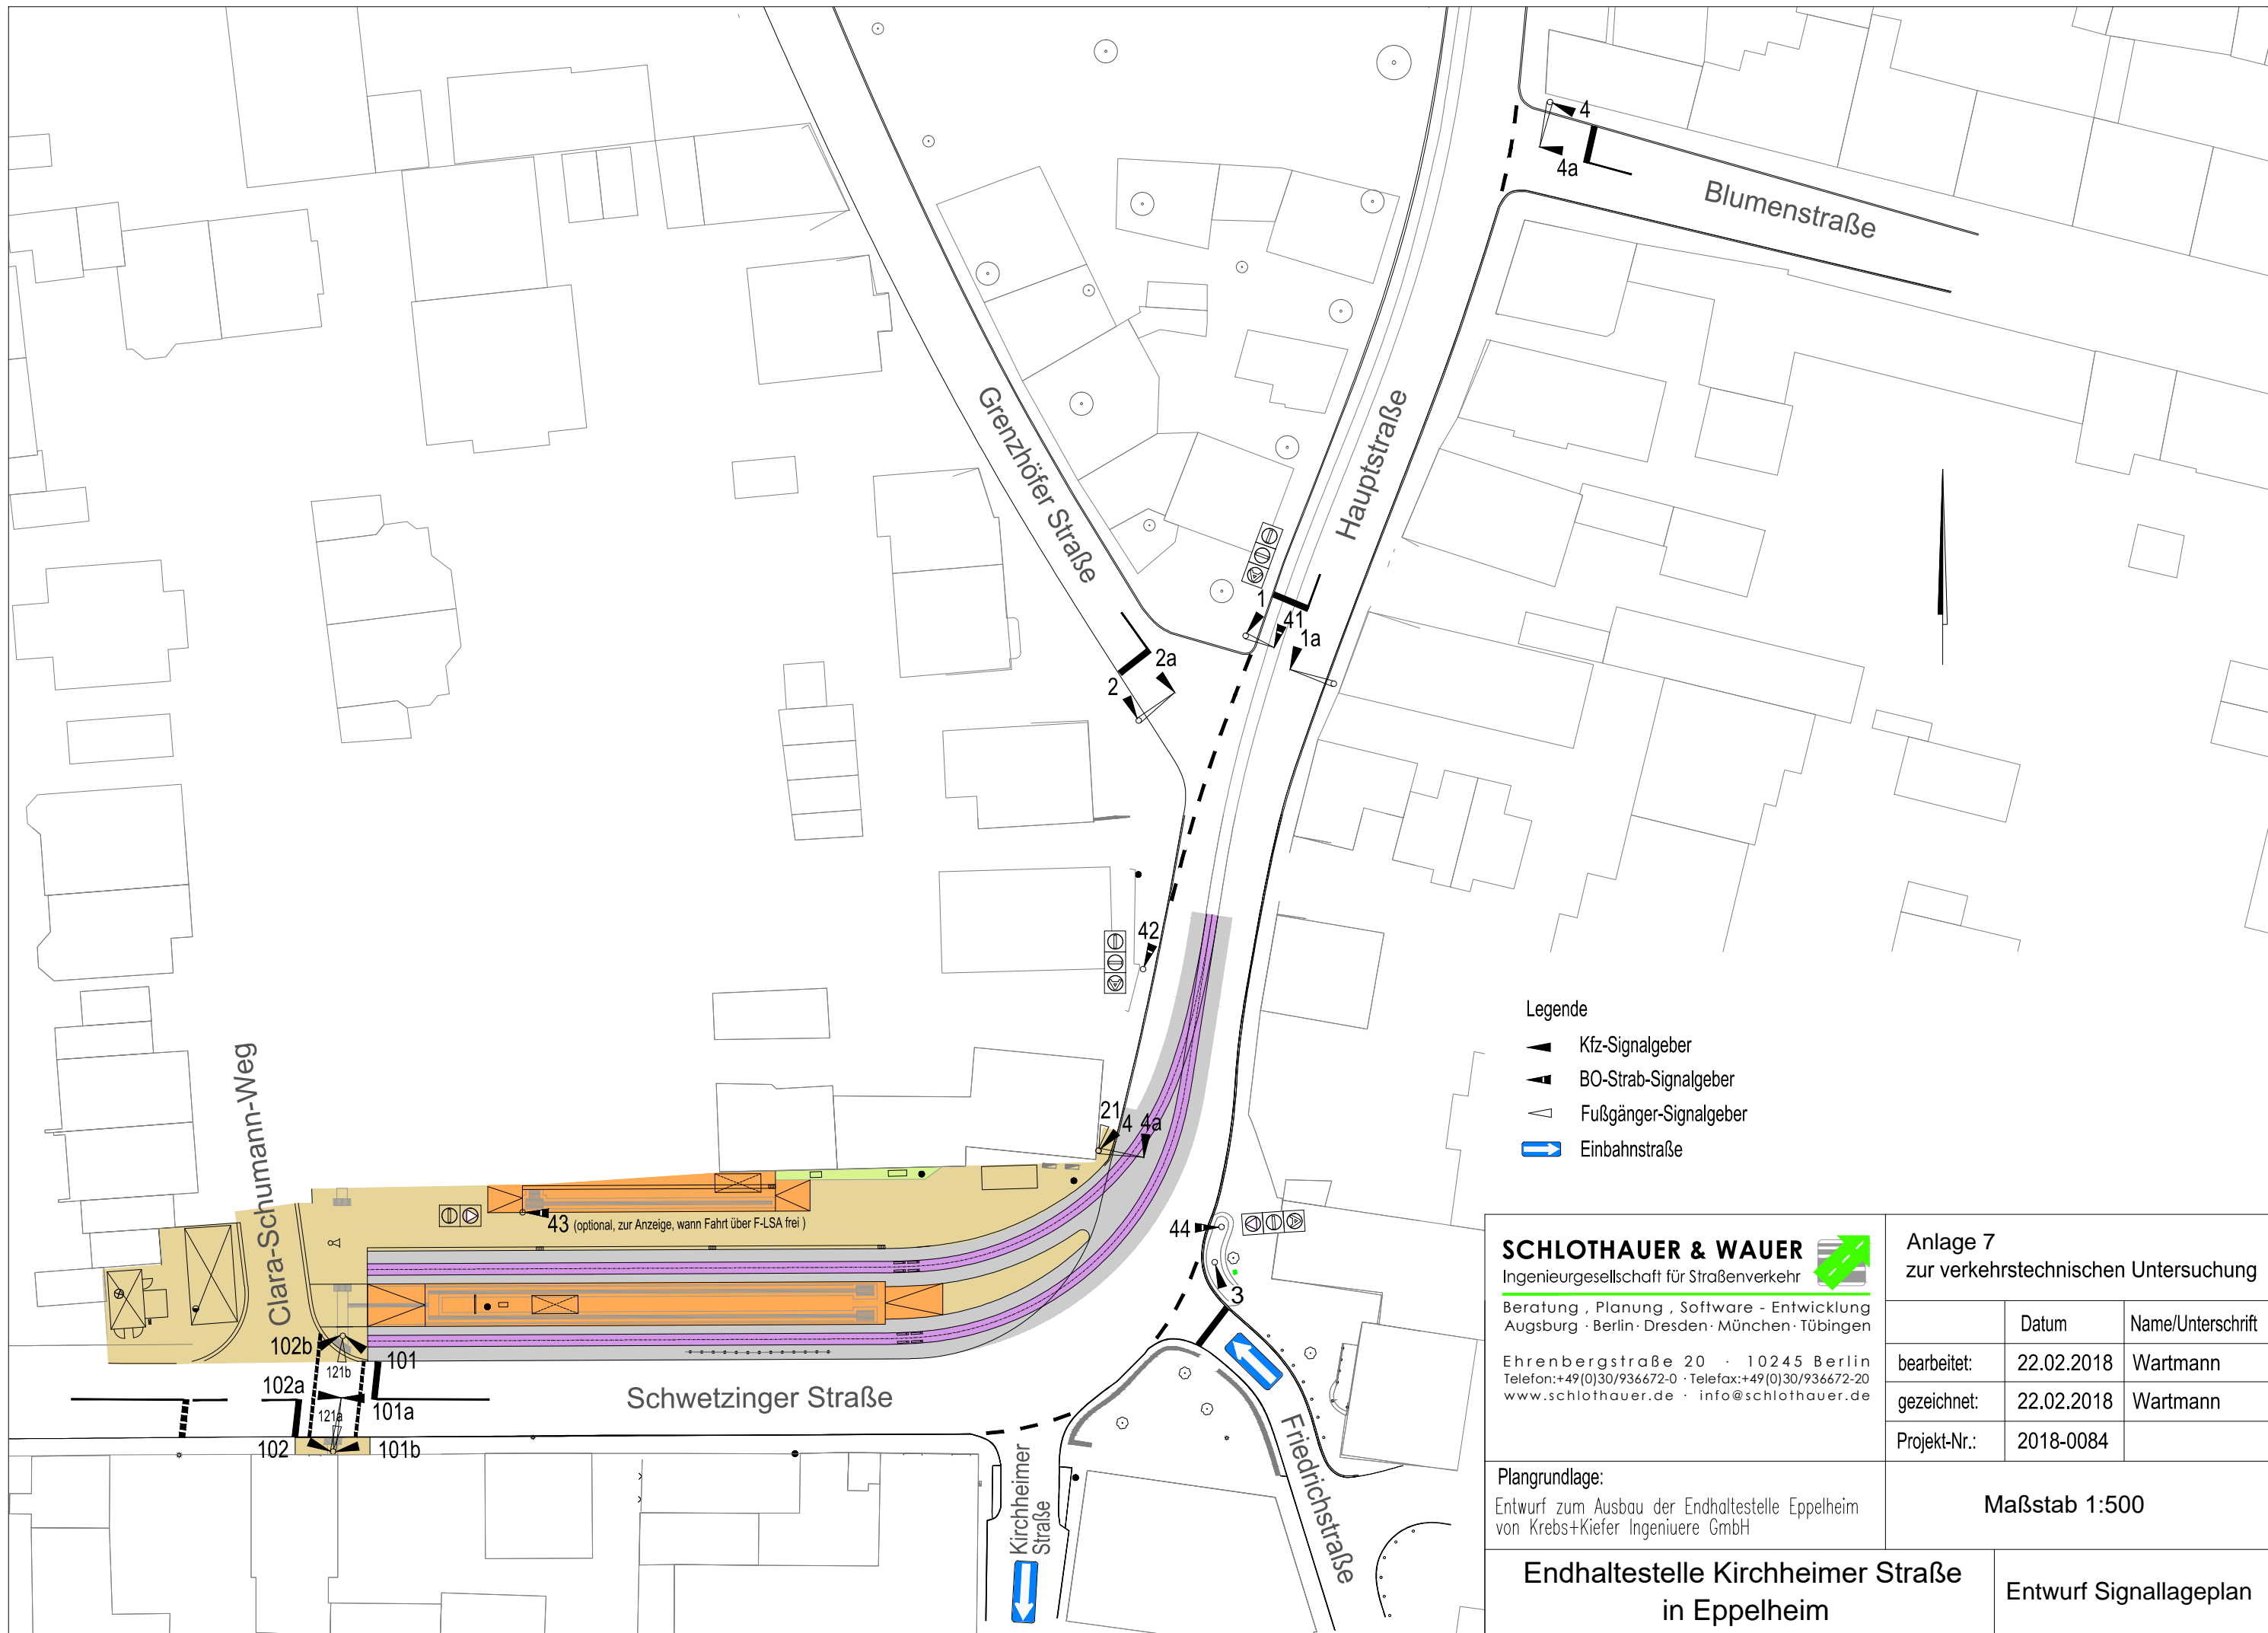 4
4a
Blumenstraße
Grenzhöfer Straße
Hauptstraße
1
41
1a
2a
2
42
Legende
Kfz-Signalgeber
BO-Strab-Signalgeber
Fußgänger-Signalgeber
Einbahnstraße
Clara-Schumann-Weg
21
4
4a
43 (optional, zur Anzeige, wann Fahrt über F-LSA frei )
44
3
102b
101
121b
102a
101a
121a
102
101b
Schwetzinger Straße
Kirchheimer
Straße
Friedrichstraße
SCHLOTHAUER & WAUER
Ingenieurgesellschaft für Straßenverkehr
Beratung , Planung , Software - Entwicklung
Augsburg · Berlin · Dresden · München · Tübingen
Ehrenbergstraße 20 · 10245 Berlin
Telefon:+49(0)30/936672-0 · Telefax:+49(0)30/936672-20
www.schlothauer.de · info@schlothauer.de
Anlage 7
zur verkehrstechnischen Untersuchung
Datum Name/Unterschrift
bearbeitet: 22.02.2018 Wartmann
gezeichnet: 22.02.2018 Wartmann
Projekt-Nr.: 2018-0084
Plangrundlage:
Entwurf zum Ausbau der Endhaltestelle Eppelheim
von Krebs+Kiefer Ingeniuere GmbH
Maßstab 1:500
Endhaltestelle Kirchheimer Straße
in Eppelheim
Entwurf Signallageplan